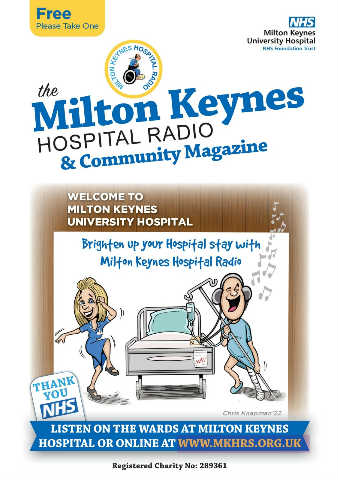 Free
Please Take One
NHS
Milton Keynes
University Hospital
NHS Foundation Trust
MILTON KEYNES HOSPITAL RADIO
the
Milton Keynes
HOSPITAL RADIO
& Community Magazine
WELCOME TO
MILTON KEYNES
UNIVERSITY HOSPITAL
Brighten up your Hospital stay with
Milton Keynes Hospital Radio
Chris Knapman'22
THANK
YOU
NHS
LISTEN ON THE WARDS AT MILTON KEYNES
HOSPITAL OR ONLINE AT WWW.MKHRS.ORG.UK
Registered Charity No: 289361